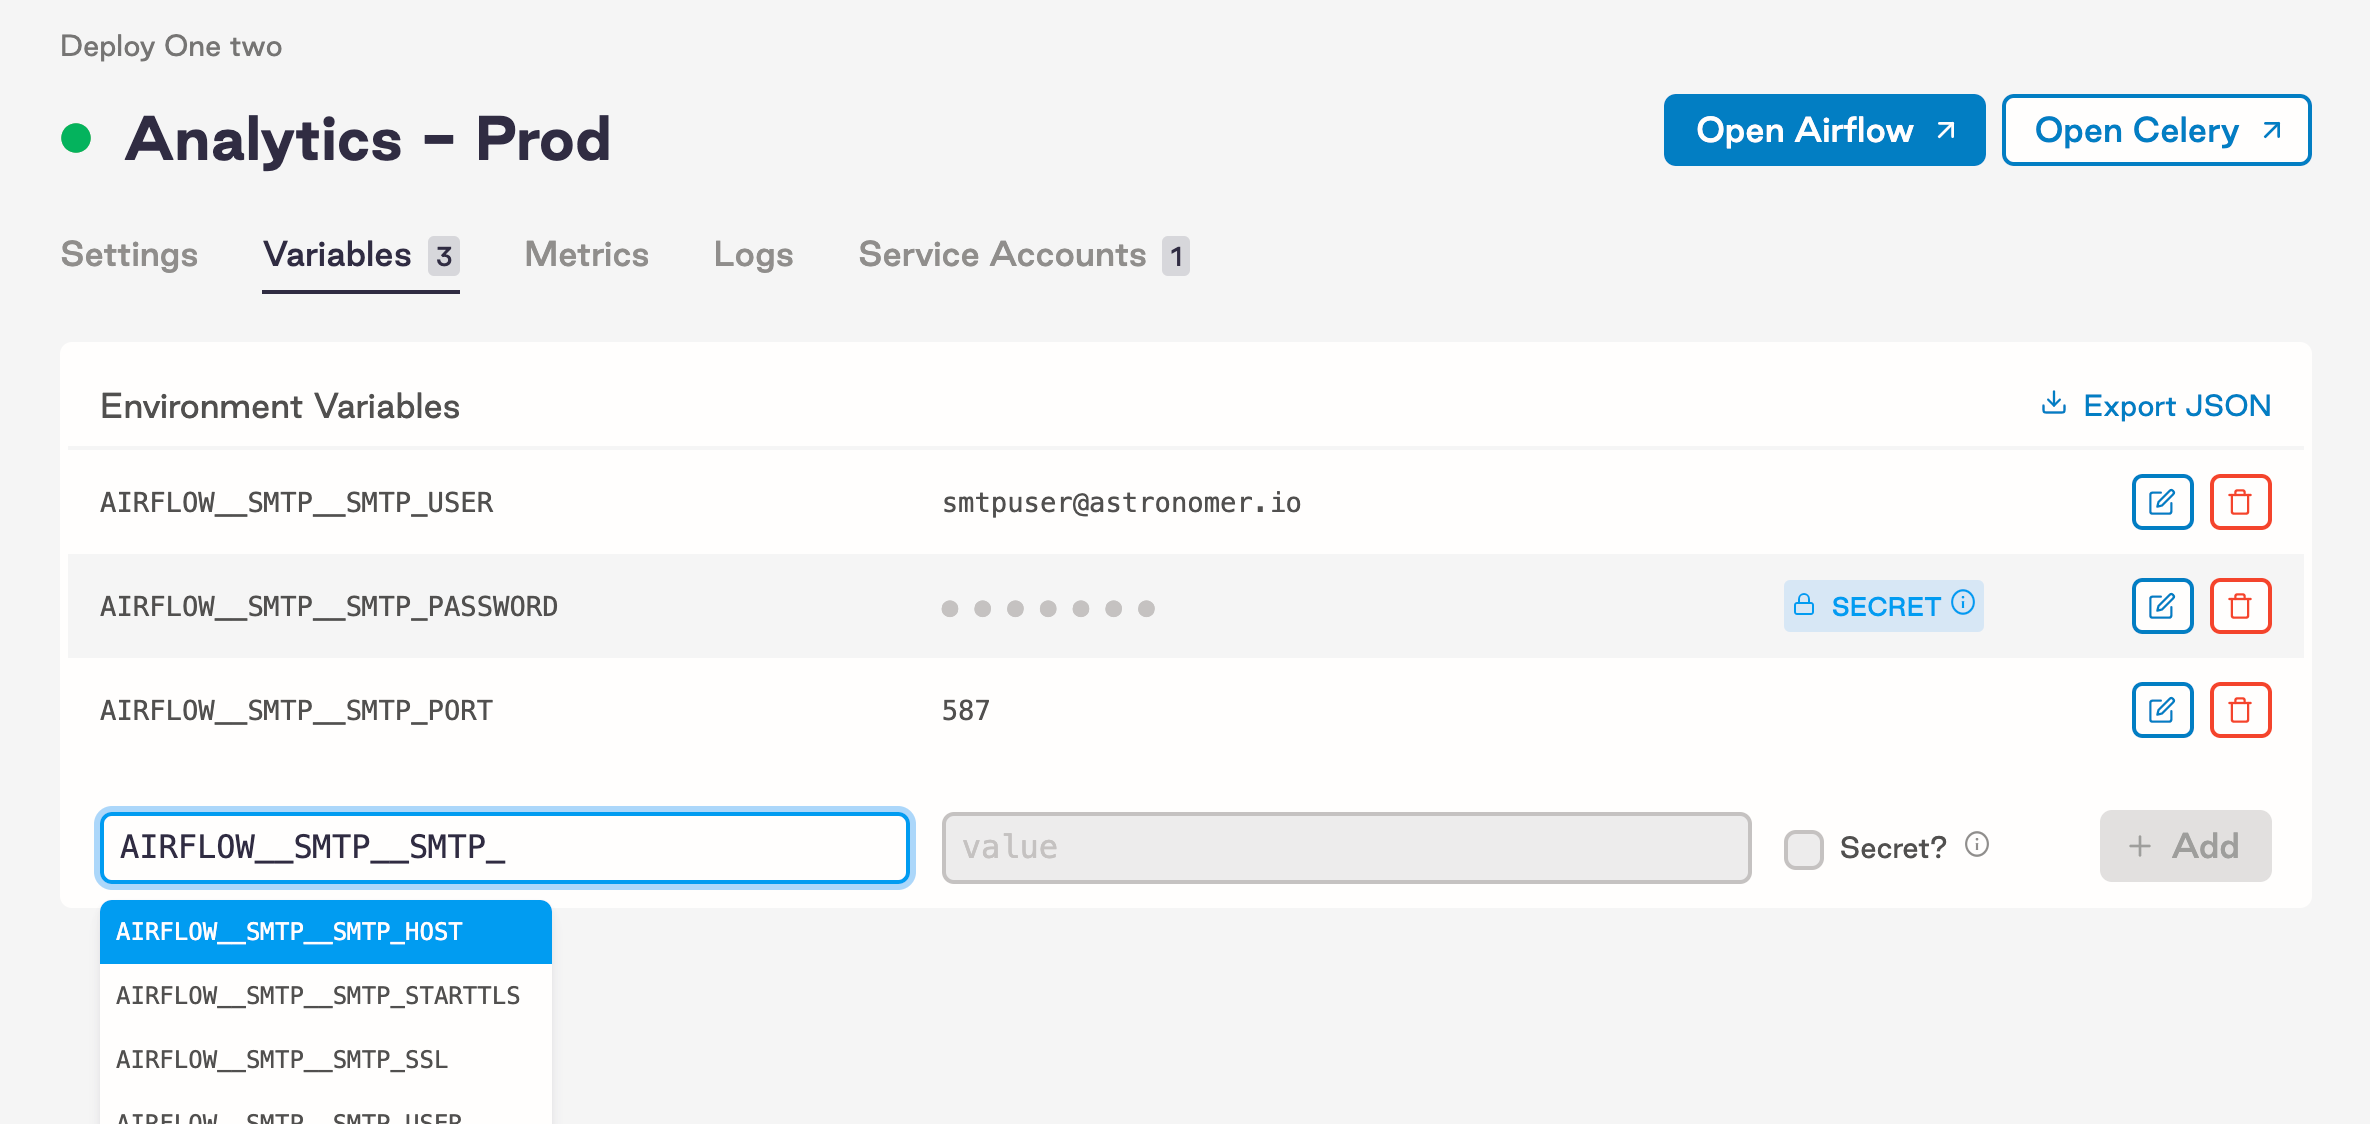 Deploy One two
Analytics – Prod
Open Airflow
Open Celery
Settings
Variables 3
Metrics
Logs
Service Accounts 1
Environment Variables
Export JSON
AIRFLOW__SMTP__SMTP_USER
smtpuser@astronomer.io
AIRFLOW__SMTP__SMTP_PASSWORD
SECRET
AIRFLOW__SMTP__SMTP_PORT
587
AIRFLOW__SMTP__SMTP_
value
Secret?
+ Add
AIRFLOW__SMTP__SMTP_HOST
AIRFLOW__SMTP__SMTP_STARTTLS
AIRFLOW__SMTP__SMTP_SSL
AIRFLOW__SMTP__SMTP_USER